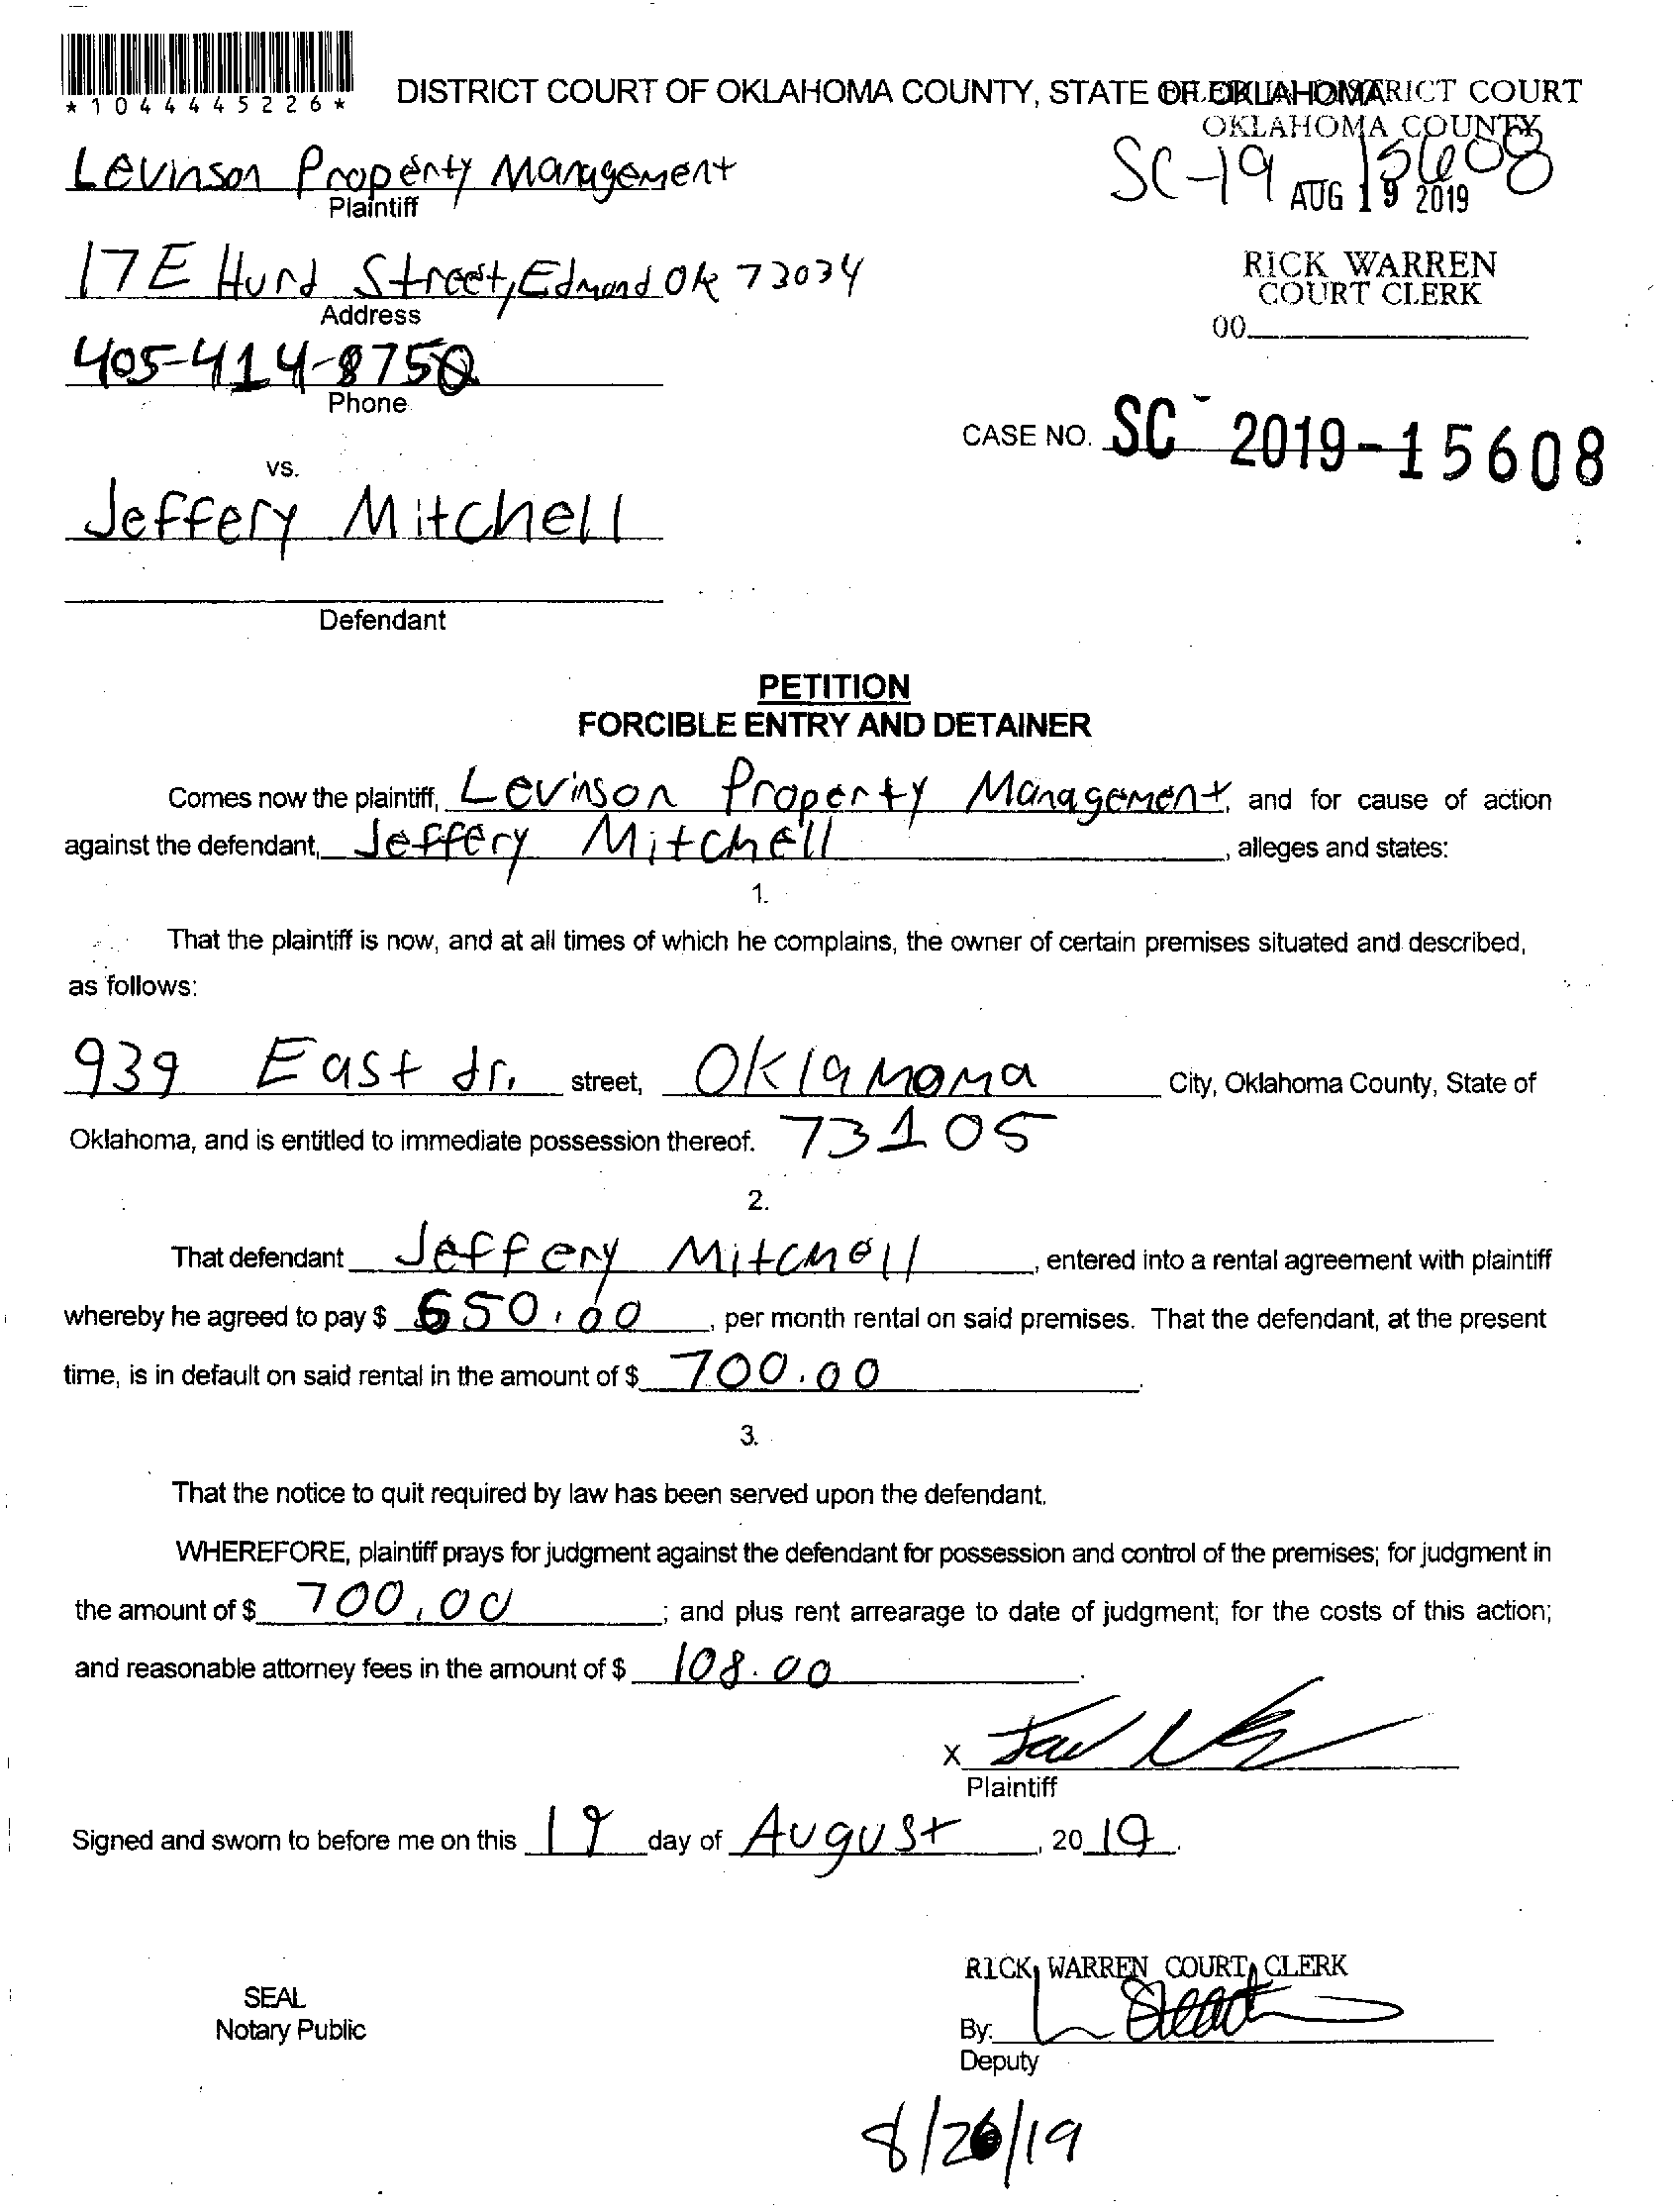 *1044445226*
DISTRICT COURT OF OKLAHOMA COUNTY, STATE OF OKLAHOMA
DISTRICT COURT
OKLAHOMA COUNTY
SC-19 15608
AUG 19 2019
Levinson Property Management
Plaintiff
17 E Hurd Street, Edmond Ok 73034
Address
RICK WARREN
COURT CLERK
00
405-414-8750
Phone
CASE NO. SC 2019-15608
vs.
Jeffery Mitchell
Defendant
PETITION
FORCIBLE ENTRY AND DETAINER
Comes now the plaintiff, Levinson Property Management, and for cause of action
against the defendant, Jeffery Mitchell, alleges and states:
1.
That the plaintiff is now, and at all times of which he complains, the owner of certain premises situated and described,
as follows:
939 East dr. street, Oklahoma City, Oklahoma County, State of
Oklahoma, and is entitled to immediate possession thereof. 73105
2.
That defendant Jeffery Mitchell, entered into a rental agreement with plaintiff
whereby he agreed to pay $ 650.00, per month rental on said premises. That the defendant, at the present
time, is in default on said rental in the amount of $ 700.00.
3.
That the notice to quit required by law has been served upon the defendant.
WHEREFORE, plaintiff prays for judgment against the defendant for possession and control of the premises; for judgment in
the amount of $ 700.00; and plus rent arrearage to date of judgment; for the costs of this action;
and reasonable attorney fees in the amount of $ 108.00.
X
Plaintiff
Signed and sworn to before me on this 19 day of August, 2019.
RICK WARREN COURT CLERK
SEAL
Notary Public
By:
Deputy
8/26/19